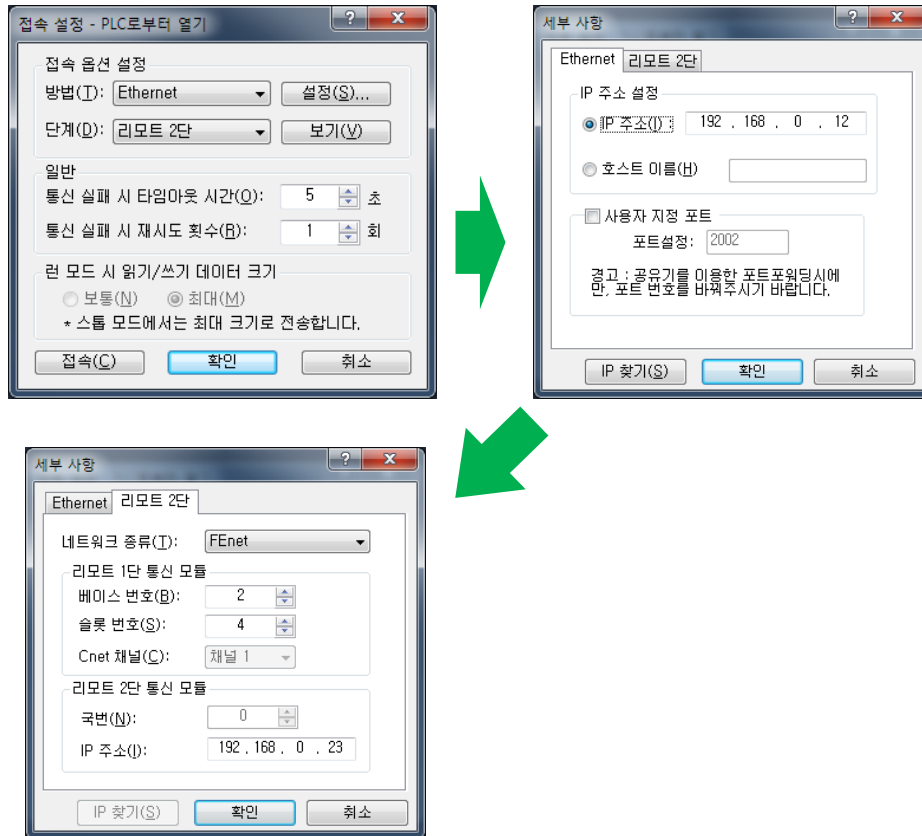 접속 설정 - PLC로부터 열기
접속 옵션 설정
방법(T): Ethernet 설정(S)...
단계(D): 리모트 2단 보기(V)
일반
통신 실패 시 타임아웃 시간(O): 5 초
통신 실패 시 재시도 횟수(R): 1 회
런 모드 시 읽기/쓰기 데이터 크기
보통(N) 최대(M)
* 스톱 모드에서는 최대 크기로 전송합니다.
접속(C) 확인 취소
세부 사항
Ethernet 리모트 2단
IP 주소 설정
IP 주소(I) : 192 . 168 . 0 . 12
호스트 이름(H)
사용자 지정 포트
포트설정: 2002
경고 : 공유기를 이용한 포트포워딩시에
만, 포트 번호를 바꿔주시기 바랍니다.
IP 찾기(S) 확인 취소
세부 사항
Ethernet 리모트 2단
네트워크 종류(T): FEnet
리모트 1단 통신 모듈
베이스 번호(B): 2
슬롯 번호(S): 4
Cnet 채널(C): 채널 1
리모트 2단 통신 모듈
국번(N): 0
IP 주소(I): 192 . 168 . 0 . 23
IP 찾기(S) 확인 취소